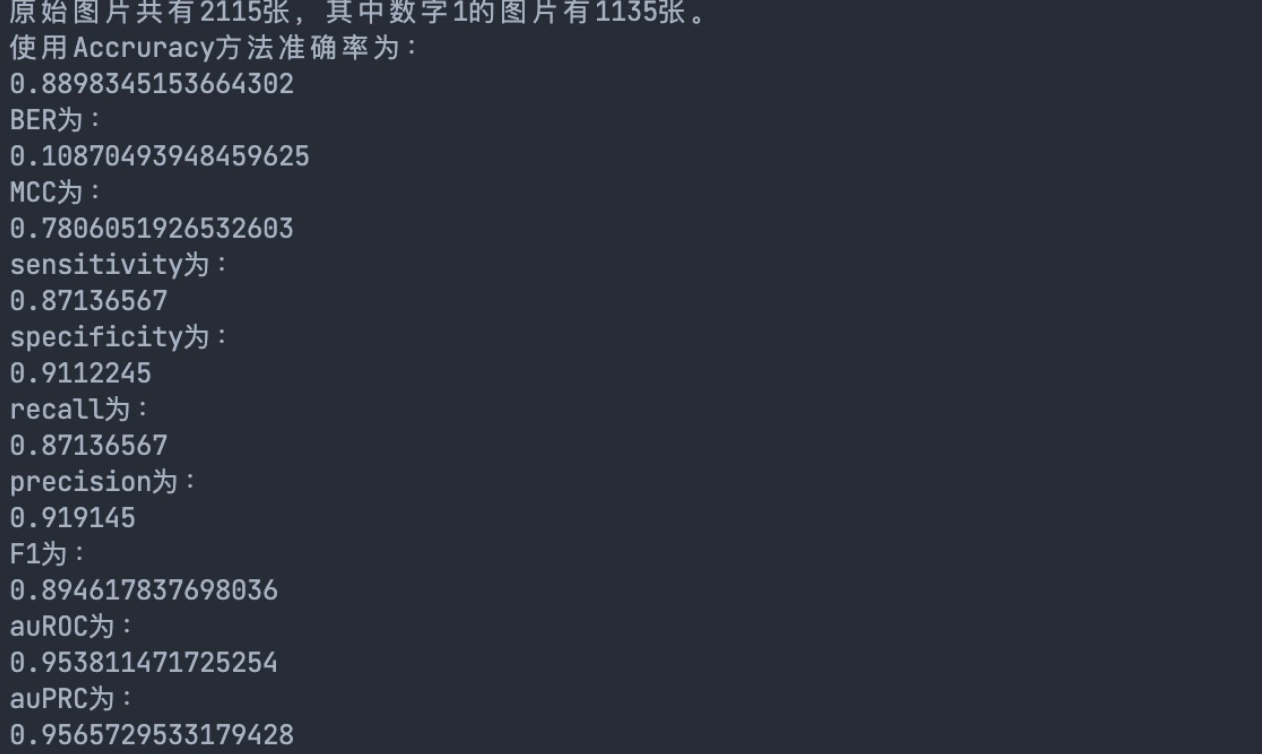 原始图片共有2115张，其中数字1的图片有1135张。
使用Accruracy方法准确率为：
0.8898345153664302
BER为：
0.10870493948459625
MCC为：
0.7806051926532603
sensitivity为：
0.87136567
specificity为：
0.9112245
recall为：
0.87136567
precision为：
0.919145
F1为：
0.894617837698036
auROC为：
0.953811471725254
auPRC为：
0.9565729533179428